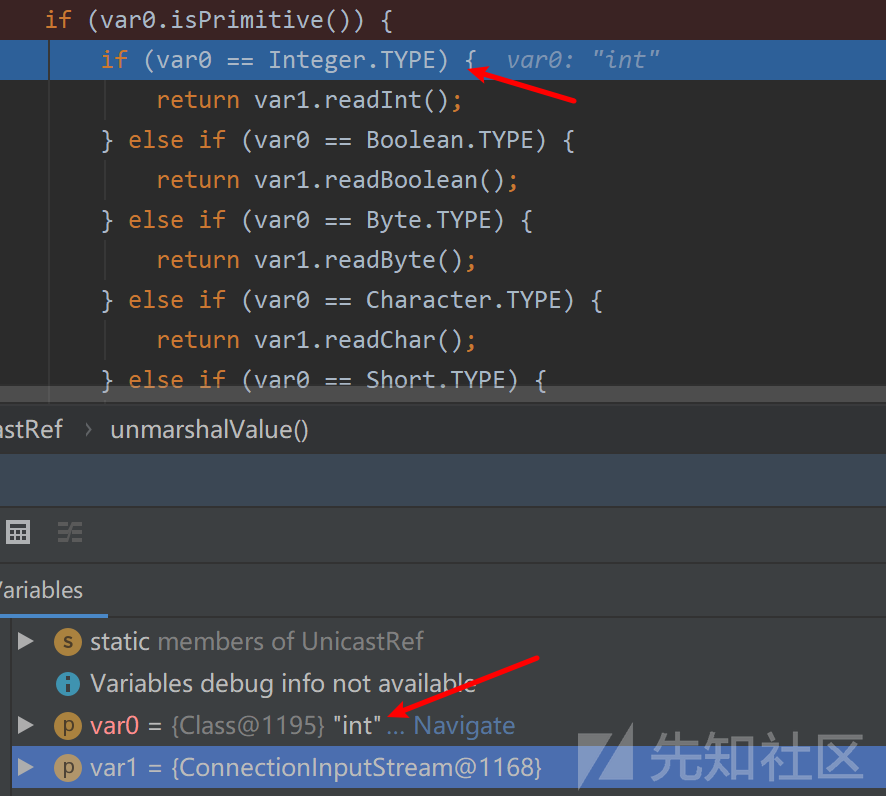 if (var0.isPrimitive()) {
if (var0 == Integer.TYPE) {  var0: "int"
return var1.readInt();
} else if (var0 == Boolean.TYPE) {
return var1.readBoolean();
} else if (var0 == Byte.TYPE) {
return var1.readByte();
} else if (var0 == Character.TYPE) {
return var1.readChar();
} else if (var0 == Short.TYPE) {
astRef › unmarshalValue()
Variables
static members of UnicastRef
Variables debug info not available
var0 = {Class@1195} "int" ... Navigate
var1 = {ConnectionInputStream@1168}
先知社区